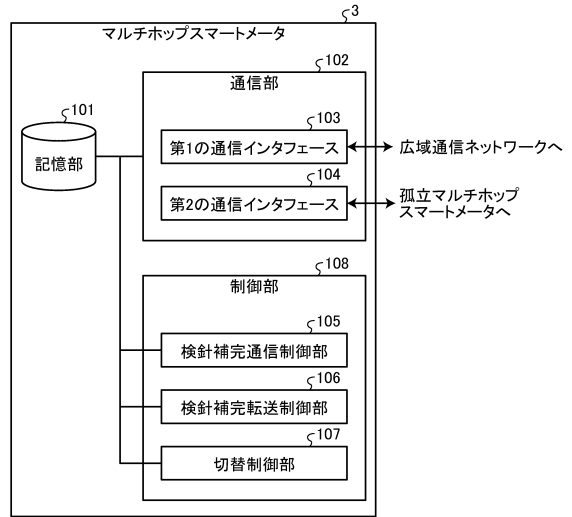 3
マルチホップスマートメータ
102
通信部
101
記憶部
103
第1の通信インタフェース
広域通信ネットワークへ
104
第2の通信インタフェース
孤立マルチホップ
スマートメータへ
108
制御部
105
検針補完通信制御部
106
検針補完転送制御部
107
切替制御部